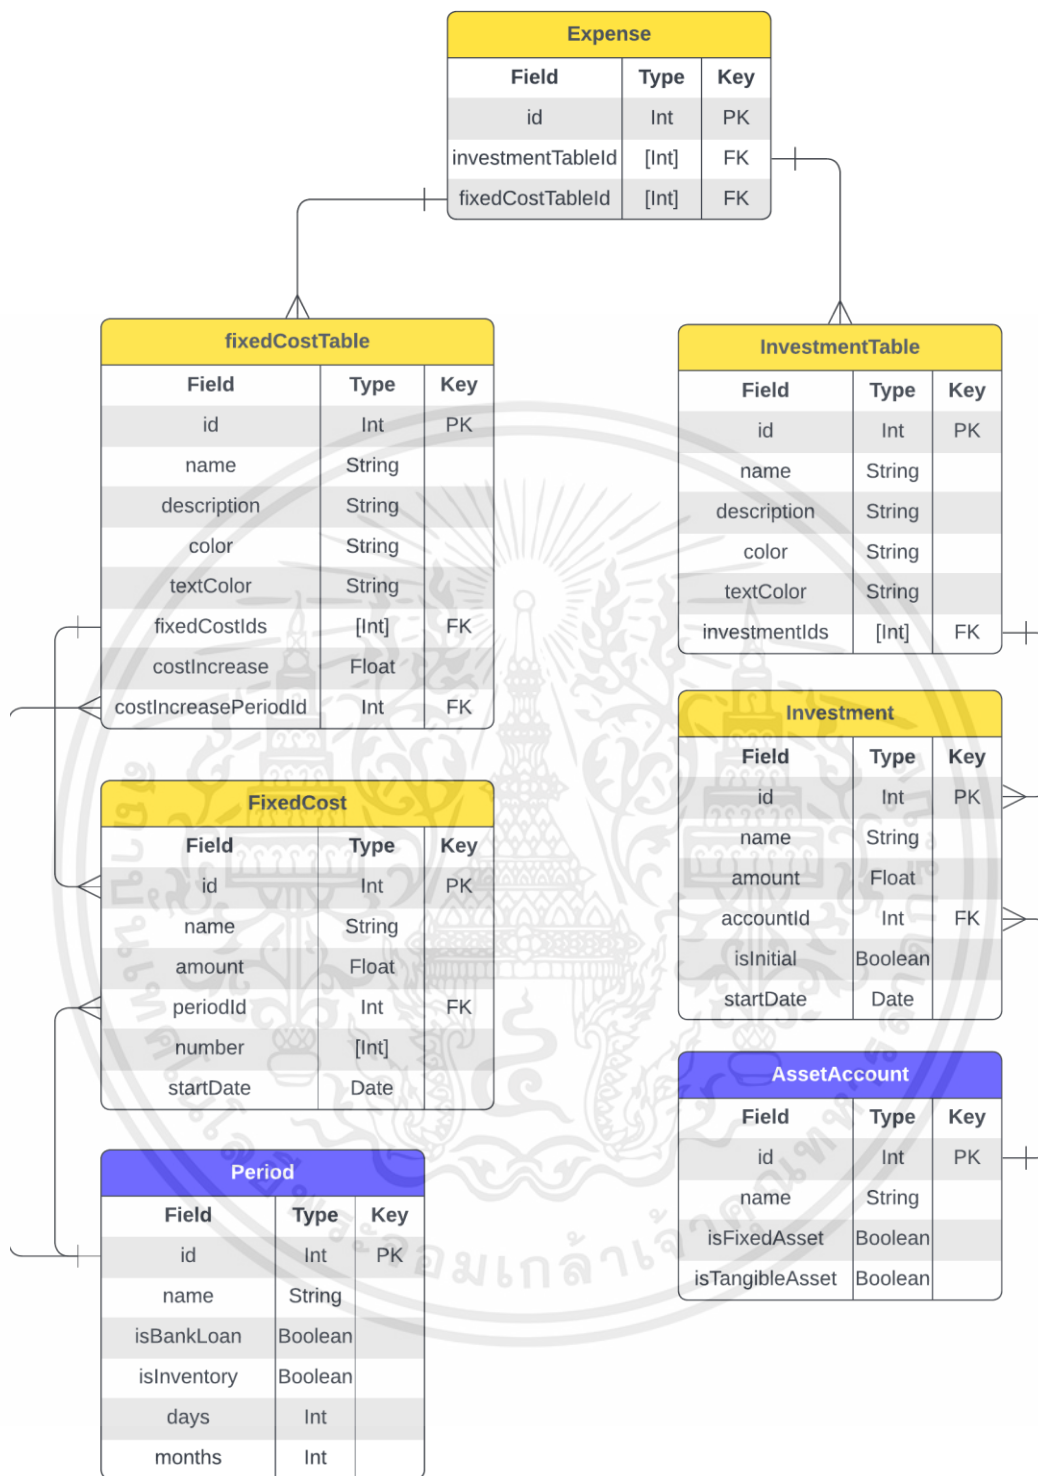 Expense
Field Type Key
id Int PK
investmentTableId [Int] FK
fixedCostTableId [Int] FK
fixedCostTable
Field Type Key
id Int PK
name String
description String
color String
textColor String
fixedCostIds [Int] FK
costIncrease Float
costIncreasePeriodId Int FK
FixedCost
Field Type Key
id Int PK
name String
amount Float
periodId Int FK
number [Int]
startDate Date
Period
Field Type Key
id Int PK
name String
isBankLoan Boolean
isInventory Boolean
days Int
months Int
InvestmentTable
Field Type Key
id Int PK
name String
description String
color String
textColor String
investmentIds [Int] FK
Investment
Field Type Key
id Int PK
name String
amount Float
accountId Int FK
isInitial Boolean
startDate Date
AssetAccount
Field Type Key
id Int PK
name String
isFixedAsset Boolean
isTangibleAsset Boolean